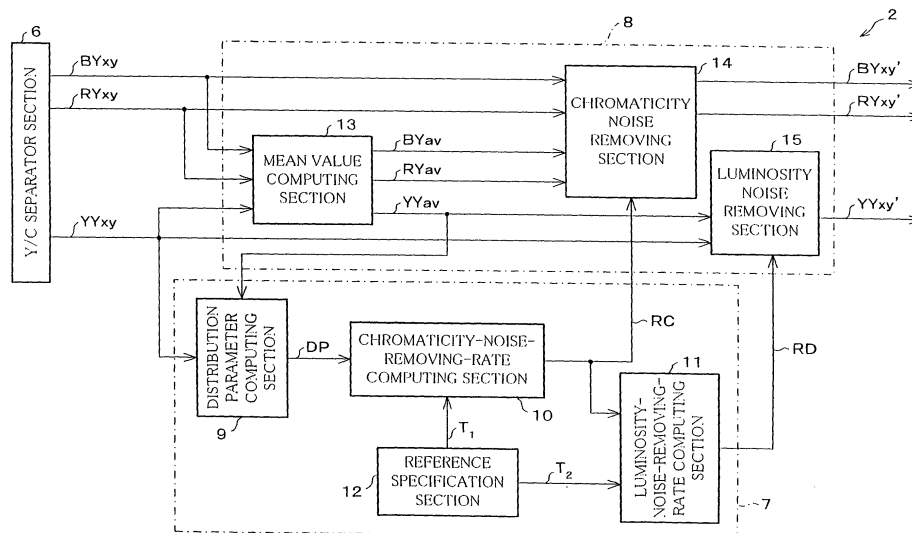 6
8
2
BYxy
RYxy
YYxy
Y/C SEPARATOR SECTION
13
MEAN VALUE
COMPUTING
SECTION
BYav
RYav
YYav
14
CHROMATICITY
NOISE
REMOVING
SECTION
BYxy'
RYxy'
15
LUMINOSITY
NOISE
REMOVING
SECTION
YYxy'
DISTRIBUTION
PARAMETER
COMPUTING
SECTION
9
DP
CHROMATICITY-NOISE-
REMOVING-RATE
COMPUTING SECTION
10
RC
RD
11
LUMINOSITY-
NOISE-REMOVING-
RATE COMPUTING
SECTION
T1
12
REFERENCE
SPECIFICATION
SECTION
T2
7